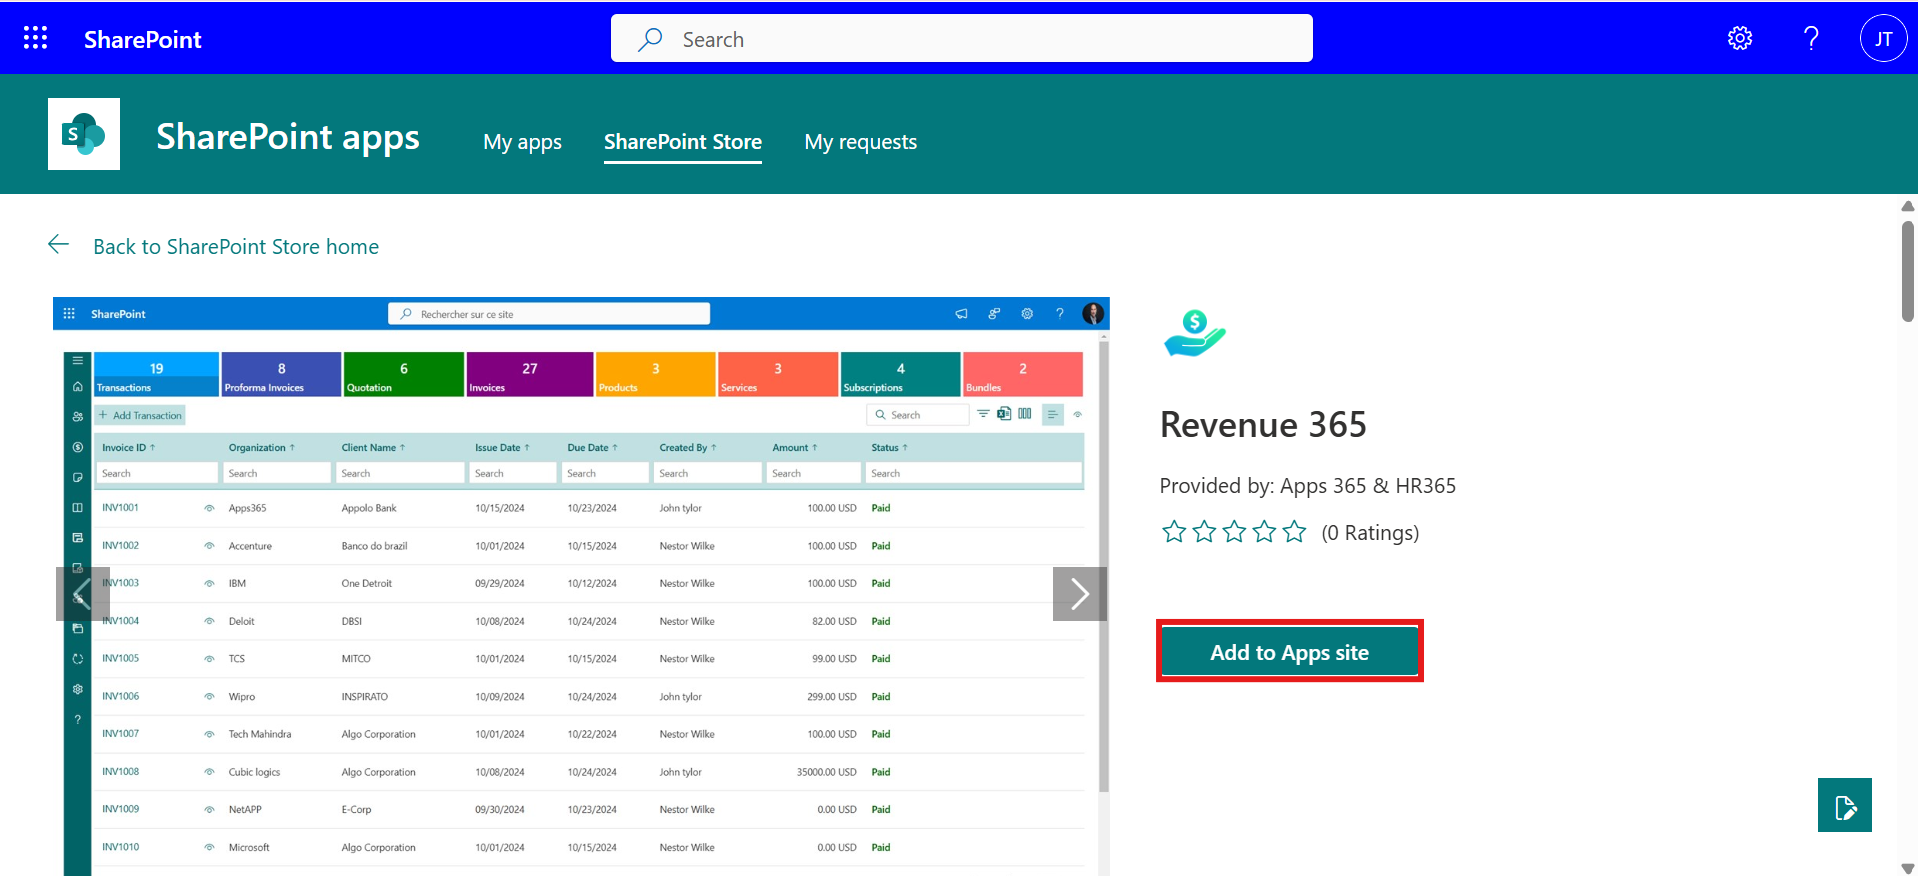 SharePoint
Search
JT
S
SharePoint apps
My apps
SharePoint Store
My requests
Back to SharePoint Store home
SharePoint
Rechercher sur ce site
?
19
Transactions
8
Proforma Invoices
6
Quotation
27
Invoices
3
Products
3
Services
4
Subscriptions
2
Bundles
+ Add Transaction
Search
Invoice ID ↑ Organization ↑ Client Name ↑ Issue Date ↑ Due Date ↑ Created By ↑ Amount ↑ Status ↑
Search Search Search Search Search Search Search Search
INV1001 Apps365 Appolo Bank 10/15/2024 10/23/2024 John tylor 100.00 USD Paid
INV1002 Accenture Banco do brazil 10/01/2024 10/15/2024 Nestor Wilke 100.00 USD Paid
INV1003 IBM One Detroit 09/29/2024 10/12/2024 Nestor Wilke 100.00 USD Paid
INV1004 Deloit DBSI 10/08/2024 10/24/2024 Nestor Wilke 82.00 USD Paid
INV1005 TCS MITCO 10/01/2024 10/15/2024 Nestor Wilke 99.00 USD Paid
INV1006 Wipro INSPIRATO 10/09/2024 10/24/2024 John tylor 299.00 USD Paid
INV1007 Tech Mahindra Algo Corporation 10/01/2024 10/22/2024 Nestor Wilke 100.00 USD Paid
INV1008 Cubic logics Algo Corporation 10/08/2024 10/24/2024 John tylor 35000.00 USD Paid
INV1009 NetAPP E-Corp 09/30/2024 10/23/2024 Nestor Wilke 0.00 USD Paid
INV1010 Microsoft Algo Corporation 10/01/2024 10/15/2024 Nestor Wilke 0.00 USD Paid
$
Revenue 365
Provided by: Apps 365 & HR365
(0 Ratings)
Add to Apps site